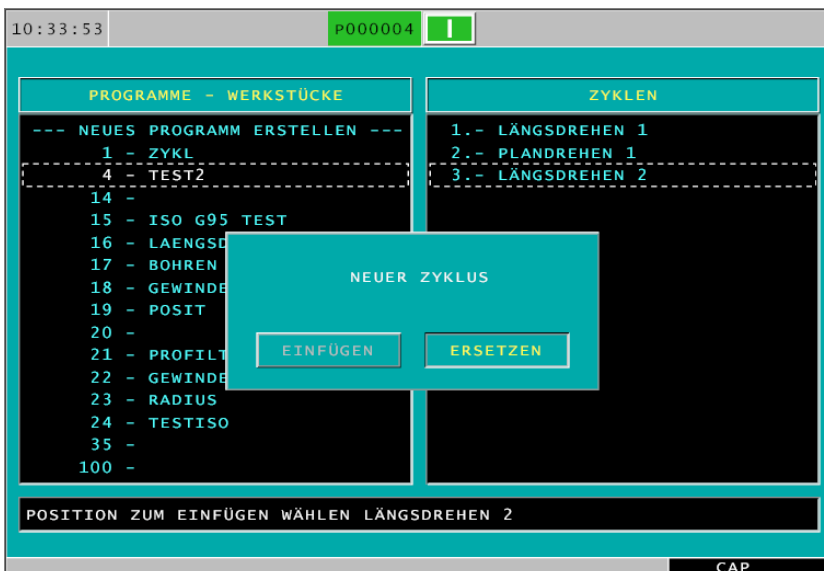 10:33:53 P000004 I
PROGRAMME - WERKSTÜCKE
--- NEUES PROGRAMM ERSTELLEN ---
1 - ZYKL
4 - TEST2
14 -
15 - ISO G95 TEST
16 - LAENGSD
17 - BOHREN
18 - GEWINDE
19 - POSIT
20 -
21 - PROFILT
22 - GEWINDE
23 - RADIUS
24 - TESTISO
35 -
100 -
ZYKLEN
1.- LÄNGSDREHEN 1
2.- PLANDREHEN 1
3.- LÄNGSDREHEN 2
NEUER ZYKLUS
EINFÜGEN ERSETZEN
POSITION ZUM EINFÜGEN WÄHLEN LÄNGSDREHEN 2
CAP